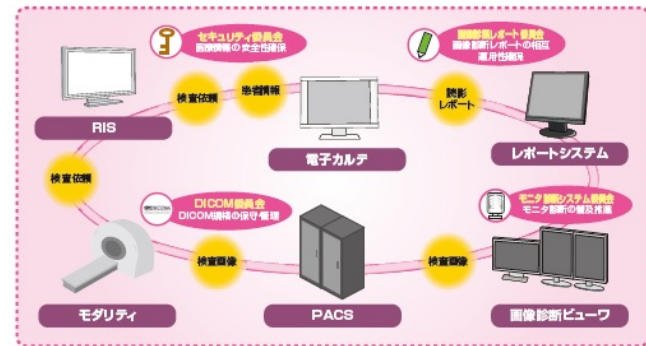 セキュリティ委員会
医療情報の安全性確保
画像診断レポート委員会
画像診断レポートの相互
運用性確保
検査依頼
患者情報
読影
レポート
RIS
電子カルテ
レポートシステム
検査依頼
DICOM委員会
DICOM規格の保守・管理
モニタ診断システム委員会
モニタ診断の普及推進
検査画像
検査画像
モダリティ
PACS
画像診断ビューワ